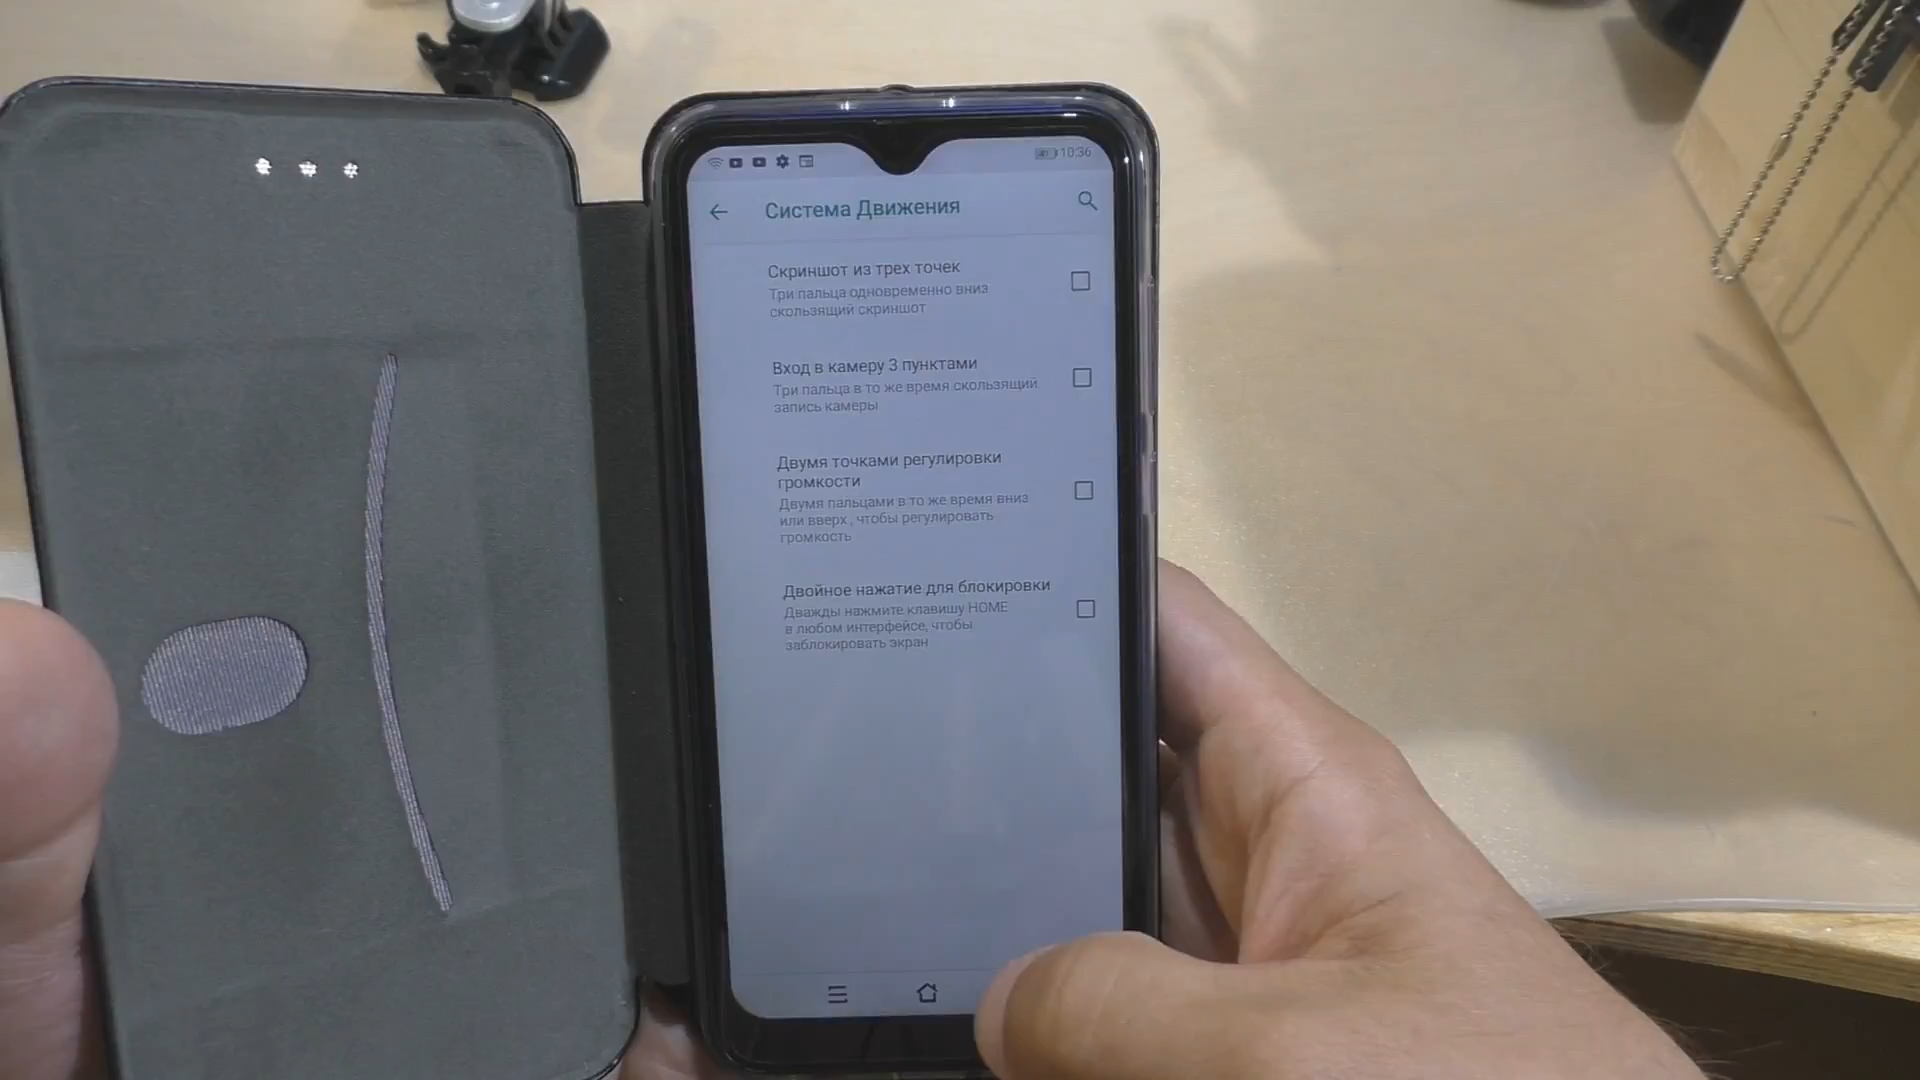 10:36
Система Движения
Скриншот из трех точек
Три пальца одновременно вниз
скользящий скриншот
Вход в камеру 3 пунктами
Три пальца в то же время скользящий
запись камеры
Двумя точками регулировки
громкости
Двумя пальцами в то же время вниз
или вверх , чтобы регулировать
громкость
Двойное нажатие для блокировки
Дважды нажмите клавишу HOME
в любом интерфейсе, чтобы
заблокировать экран